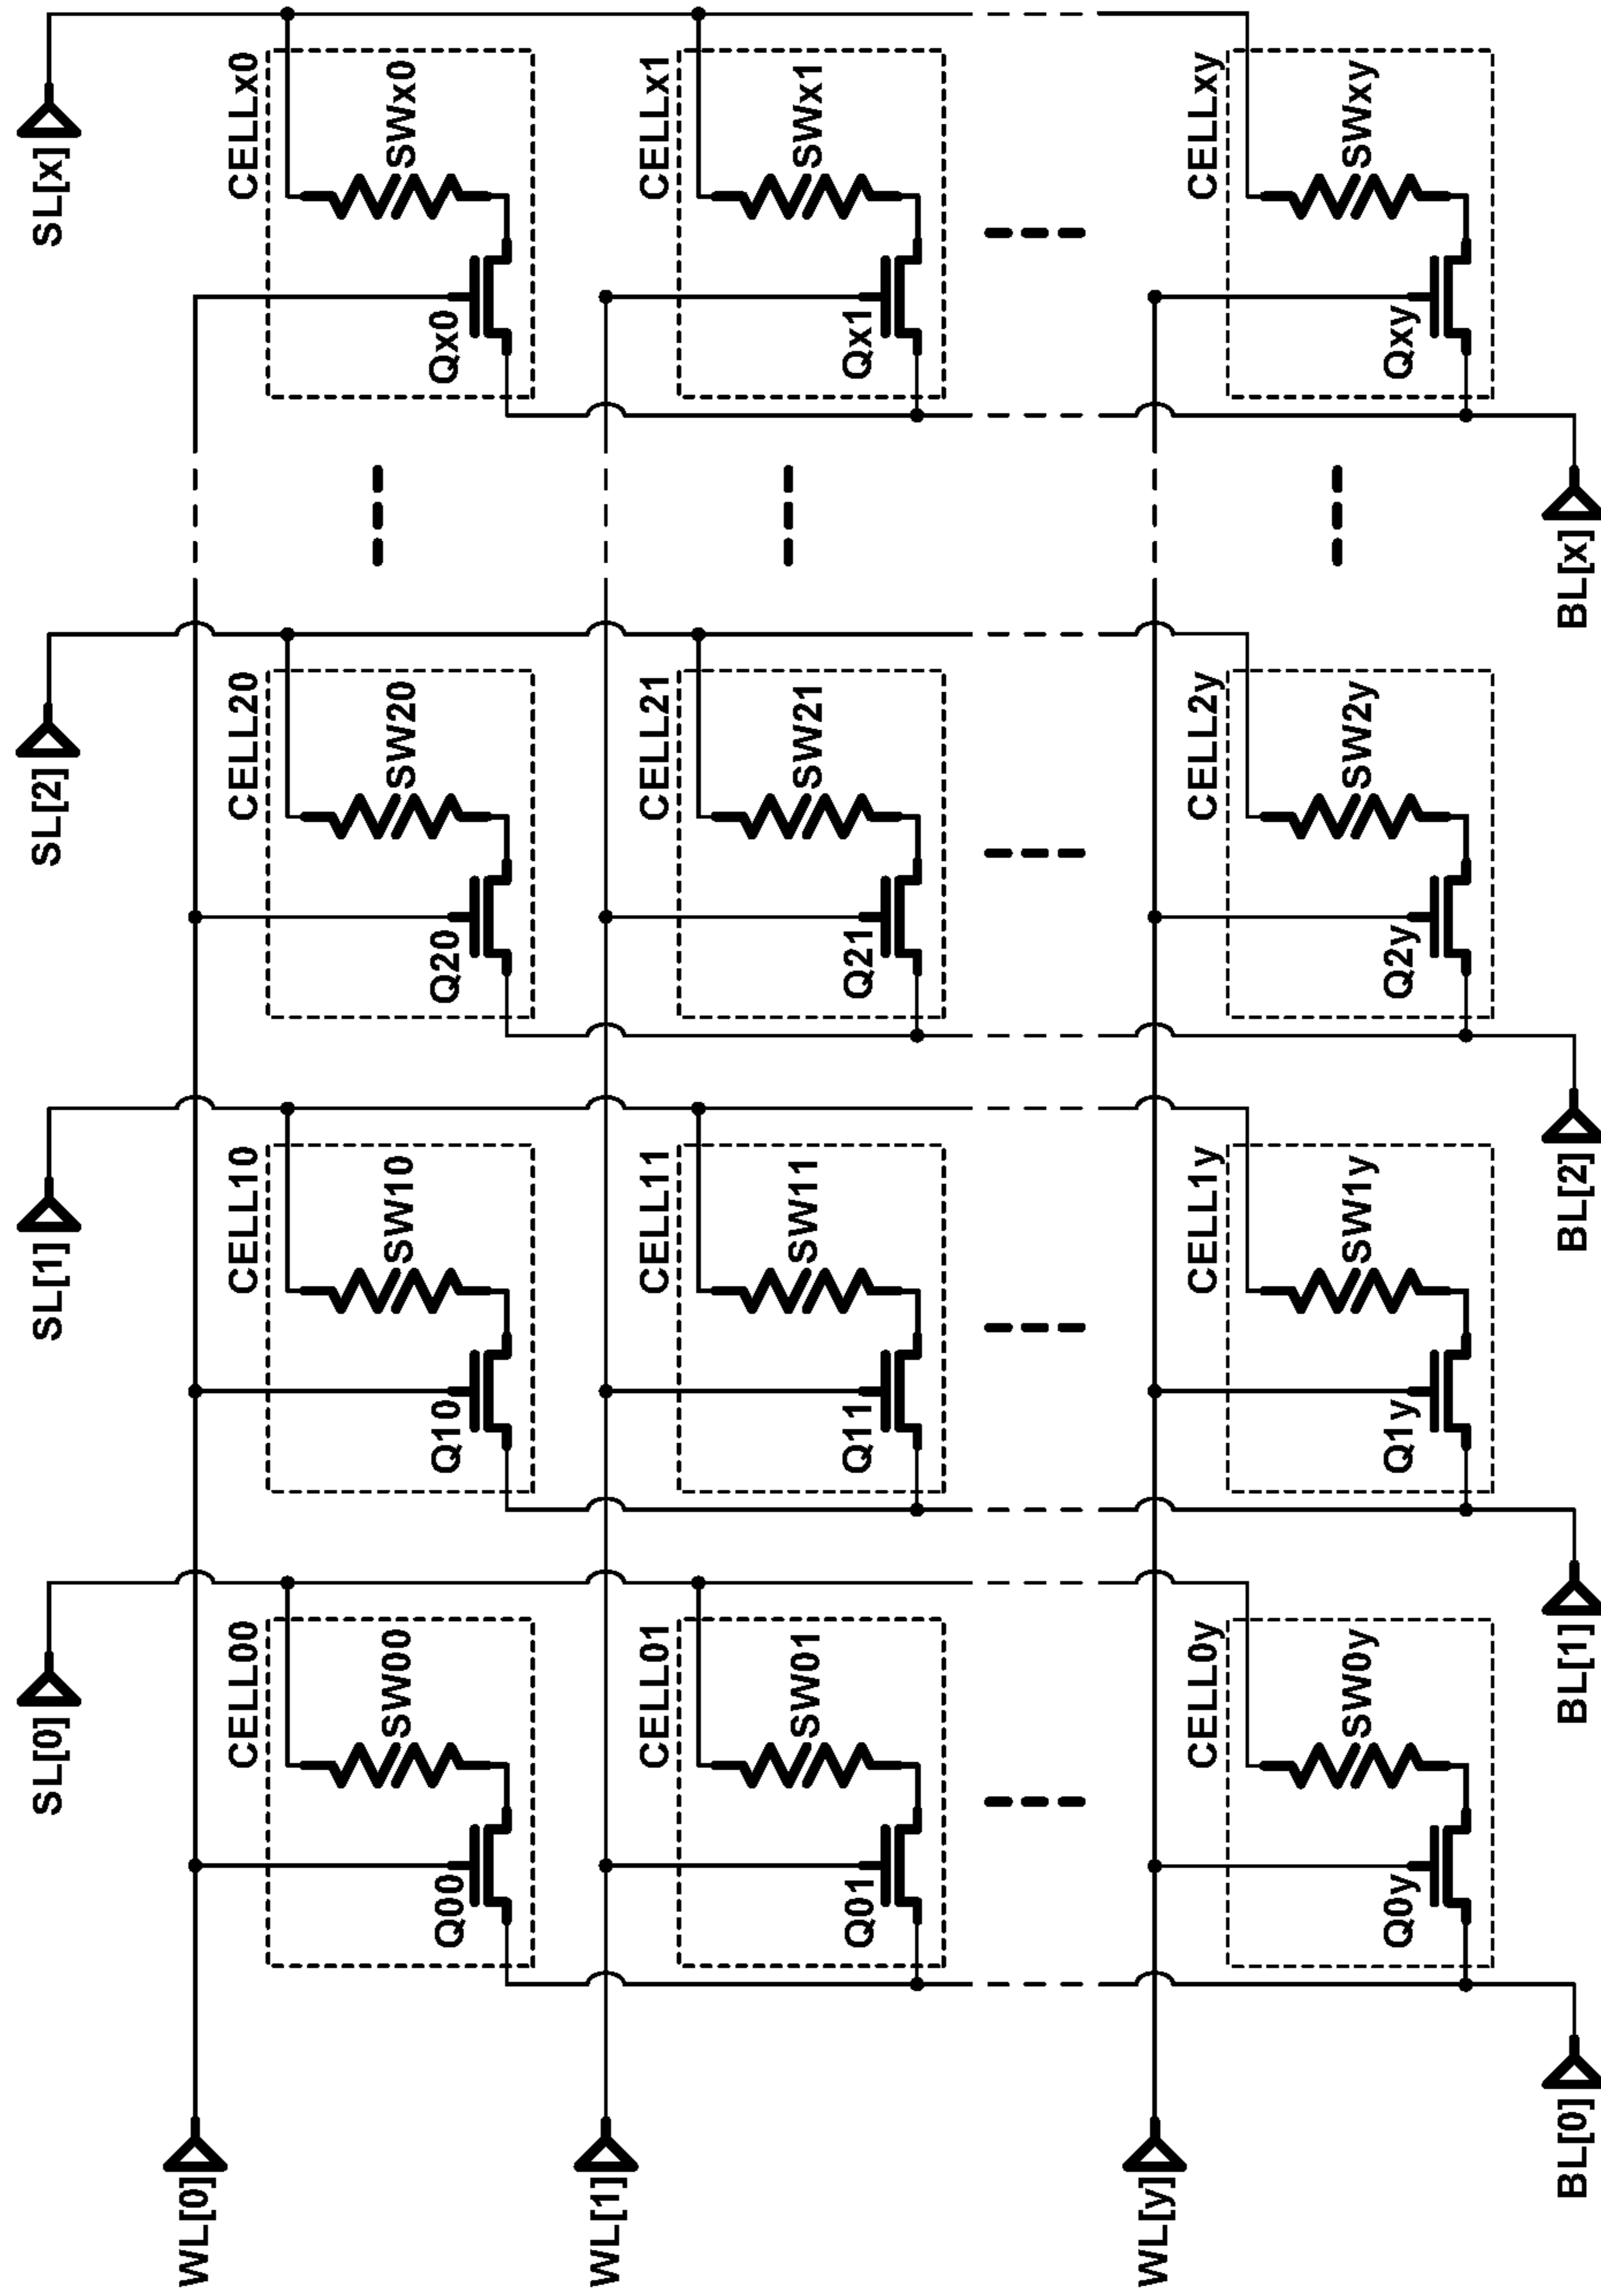 SL[0]
SL[1]
SL[2]
SL[x]
WL[0]
CELL00
CELL10
CELL20
CELLx0
SW00
SW10
SW20
SWx0
Q00
Q10
Q20
Qx0
WL[1]
CELL01
CELL11
CELL21
CELLx1
SW01
SW11
SW21
SWx1
Q01
Q11
Q21
Qx1
WL[y]
CELL0y
CELL1y
CELL2y
CELLxy
SW0y
SW1y
SW2y
SWxy
Q0y
Q1y
Q2y
Qxy
BL[0]
BL[1]
BL[2]
BL[x]